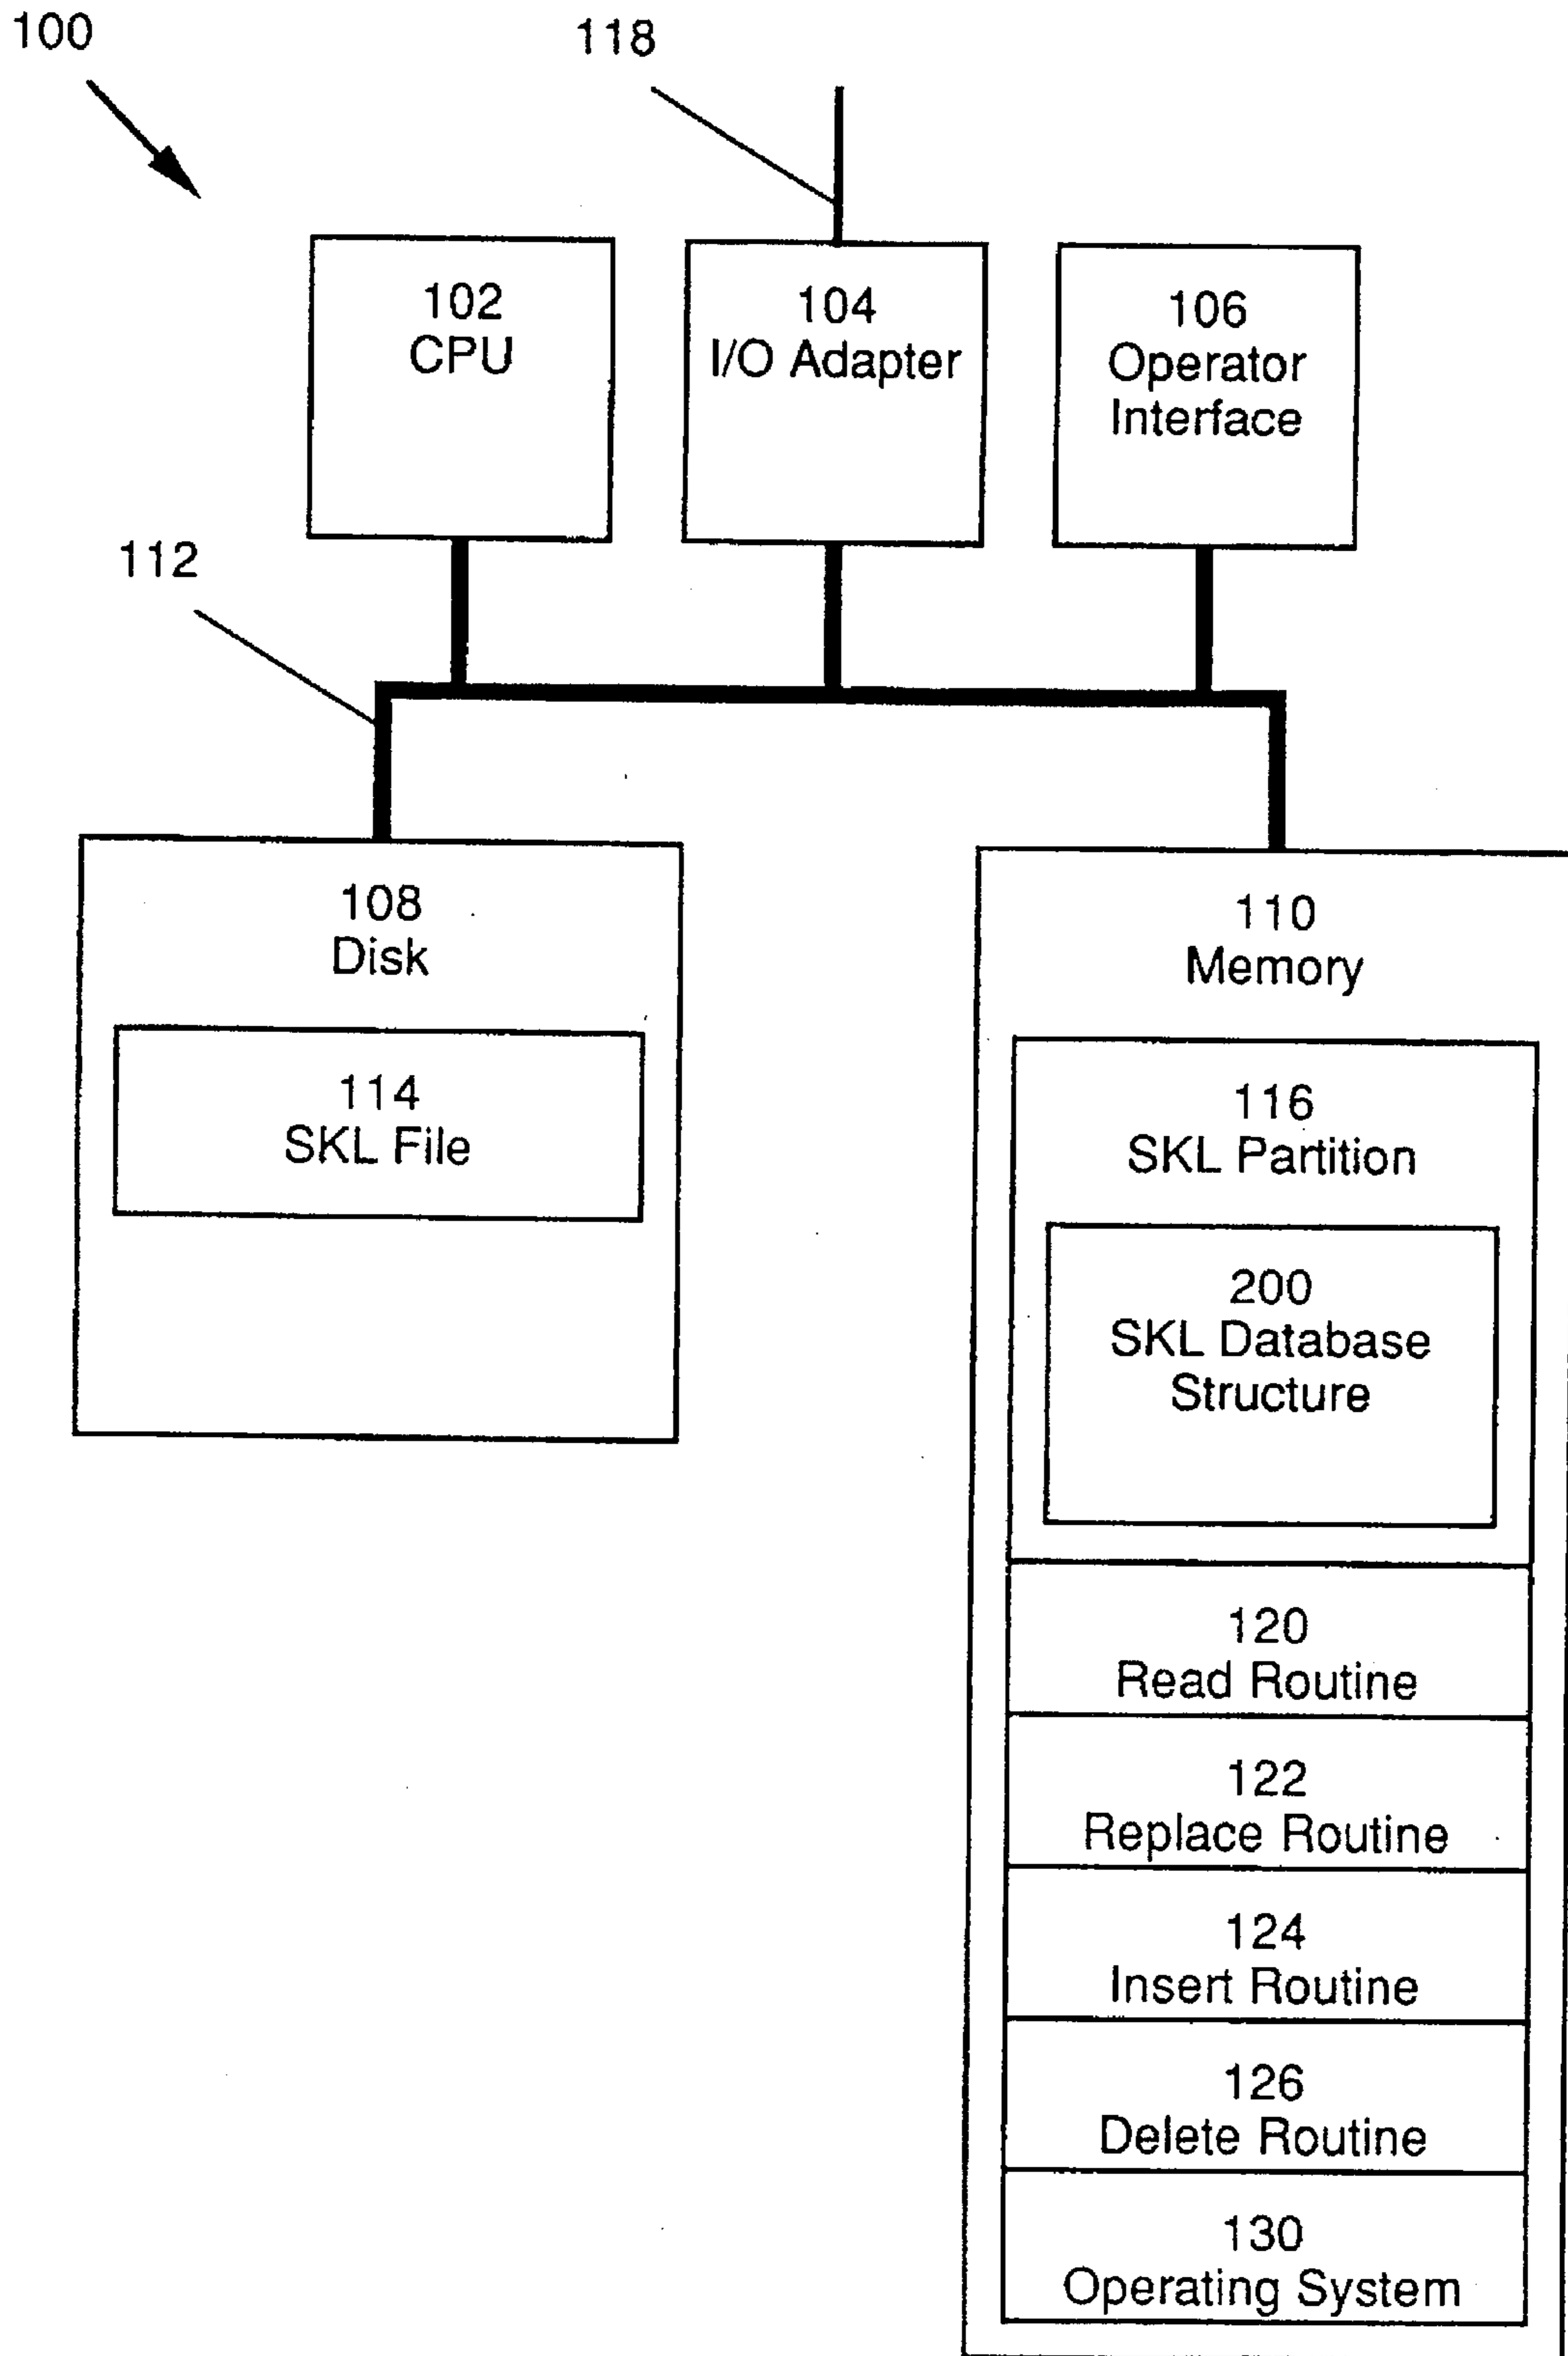 100
118
102
CPU
104
I/O Adapter
106
Operator
Interface
112
108
Disk
114
SKL File
110
Memory
116
SKL Partition
200
SKL Database
Structure
120
Read Routine
122
Replace Routine
124
Insert Routine
126
Delete Routine
130
Operating System